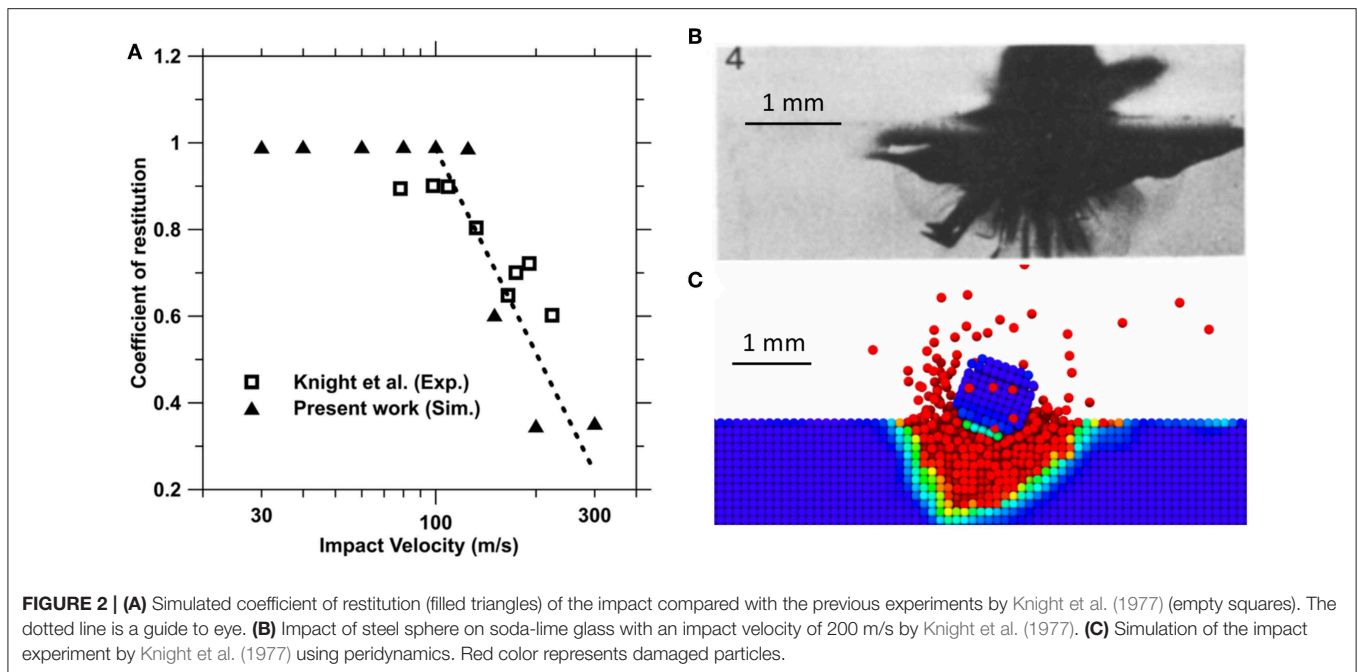 A
1.2
1
0.8
0.6
0.4
0.2
Coefficient of restitution
Knight et al. (Exp.)
Present work (Sim.)
30
100
300
Impact Velocity (m/s)
B
4
1 mm
C
1 mm
FIGURE 2 | (A) Simulated coefficient of restitution (filled triangles) of the impact compared with the previous experiments by Knight et al. (1977) (empty squares). The
dotted line is a guide to eye. (B) Impact of steel sphere on soda-lime glass with an impact velocity of 200 m/s by Knight et al. (1977). (C) Simulation of the impact
experiment by Knight et al. (1977) using peridynamics. Red color represents damaged particles.